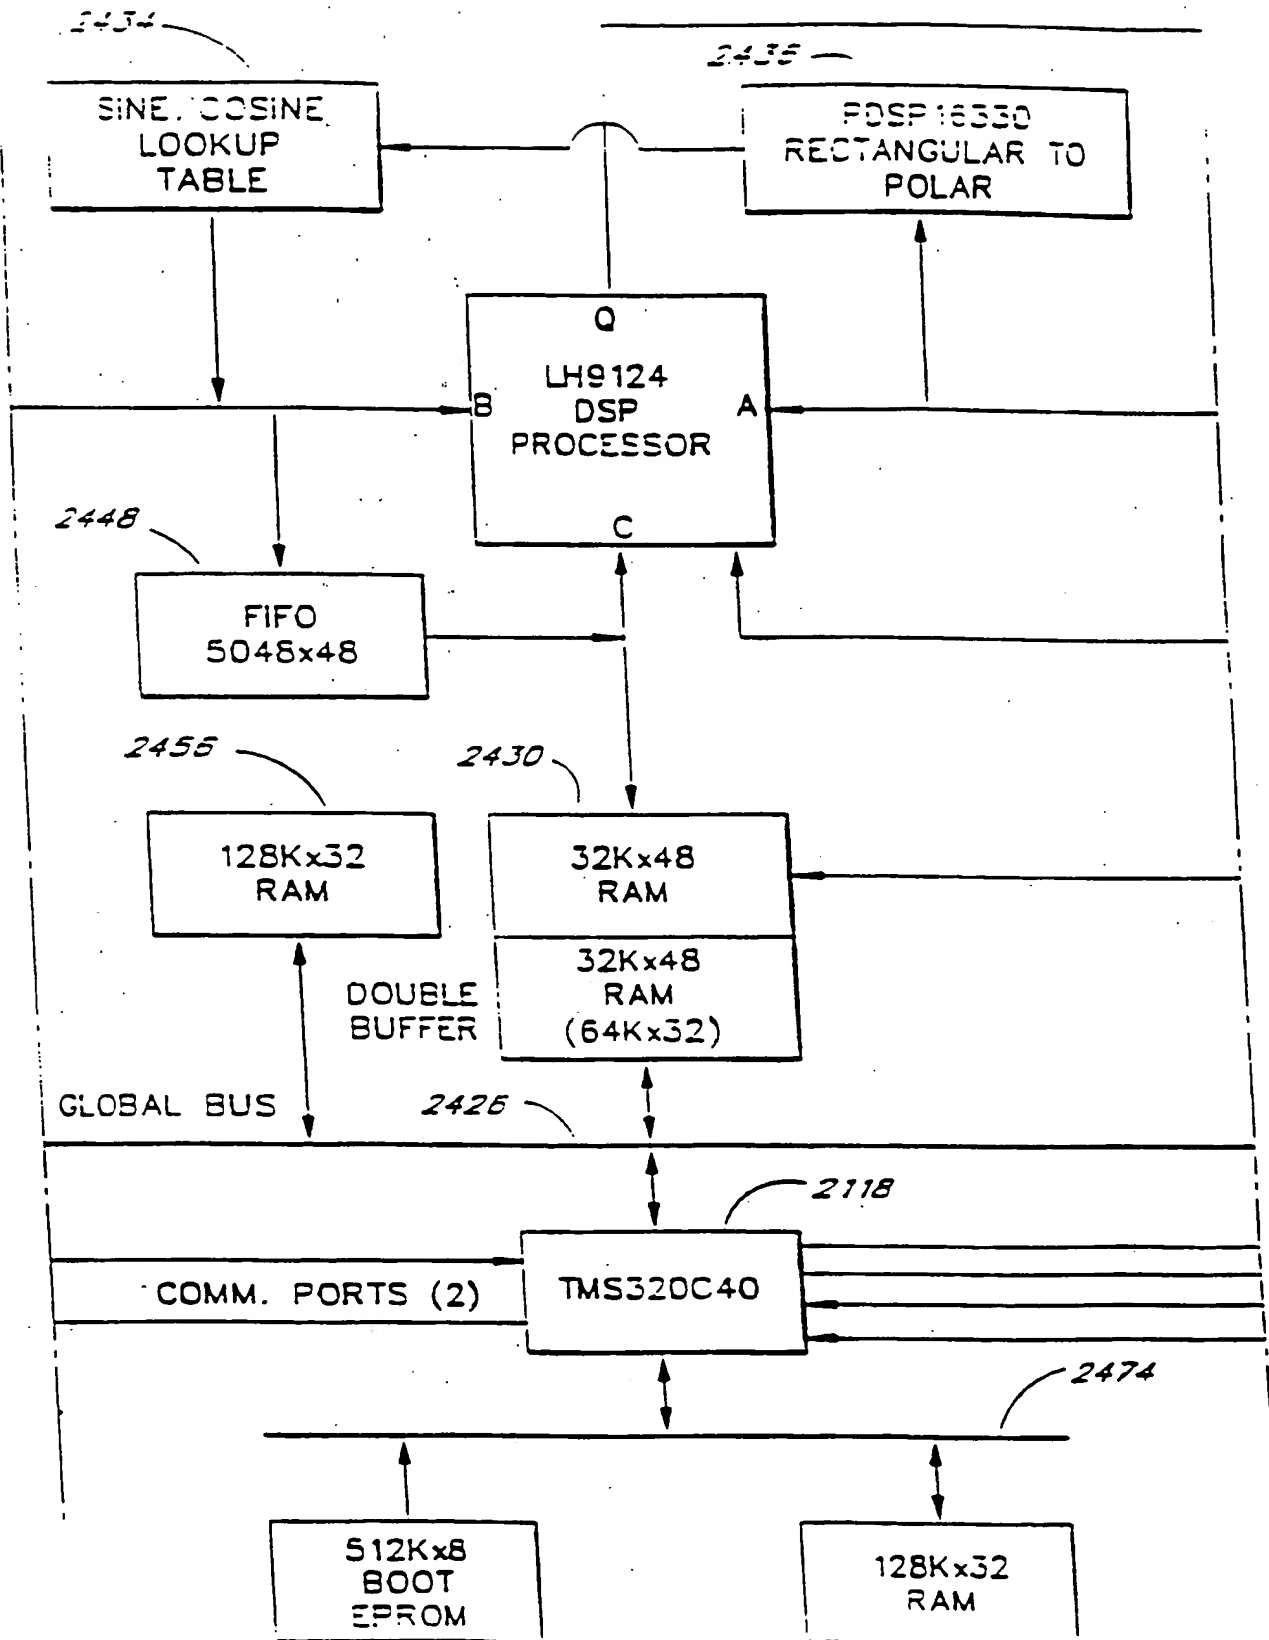 2434
2436
SINE, COSINE
LOOKUP
TABLE
PDSP16330
RECTANGULAR TO
POLAR
Q
LH9124
DSP
PROCESSOR
B
A
C
2448
FIFO
5048x48
2456
2430
128Kx32
RAM
32Kx48
RAM
32Kx48
RAM
(64Kx32)
DOUBLE
BUFFER
GLOBAL BUS
2426
2118
COMM. PORTS (2)
TMS320C40
2474
512Kx8
BOOT
EPROM
128Kx32
RAM